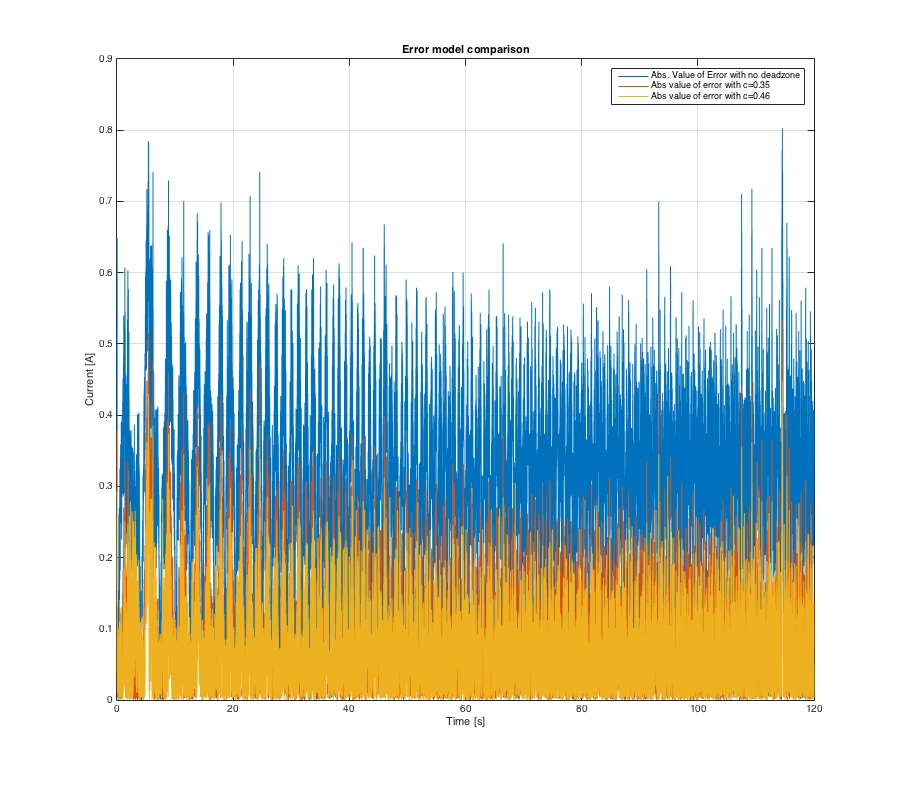 Error model comparison
Abs. Value of Error with no deadzone
Abs value of error with c=0.35
Abs value of error with c=0.46
0.9
0.8
0.7
0.6
0.5
0.4
0.3
0.2
0.1
0
Current [A]
0 20 40 60 80 100 120
Time [s]